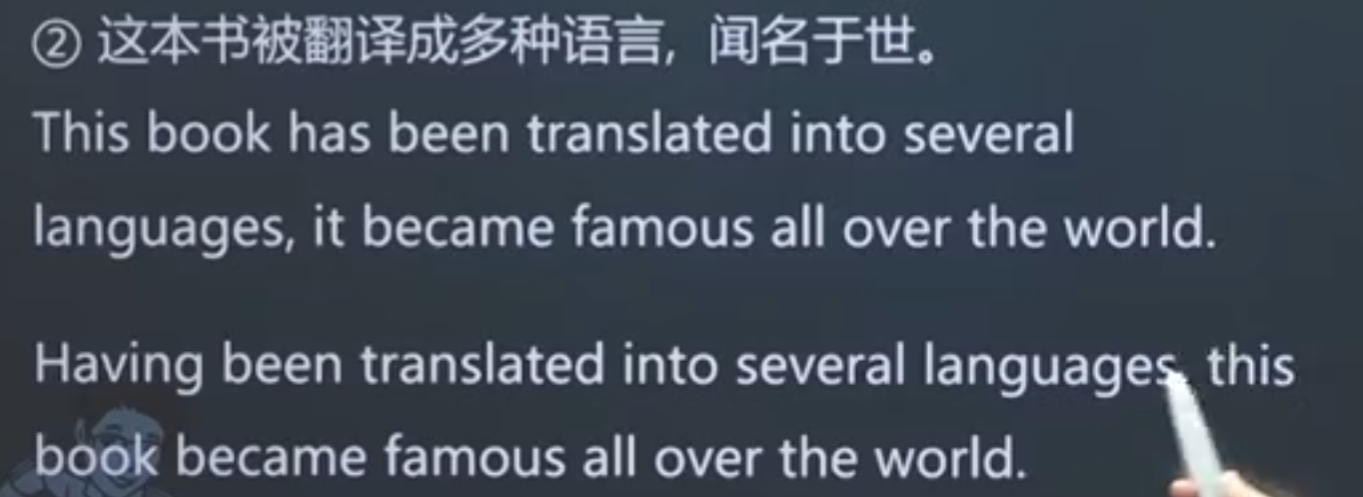 ② 这本书被翻译成多种语言，闻名于世。
This book has been translated into several
languages, it became famous all over the world.
Having been translated into several languages, this
book became famous all over the world.